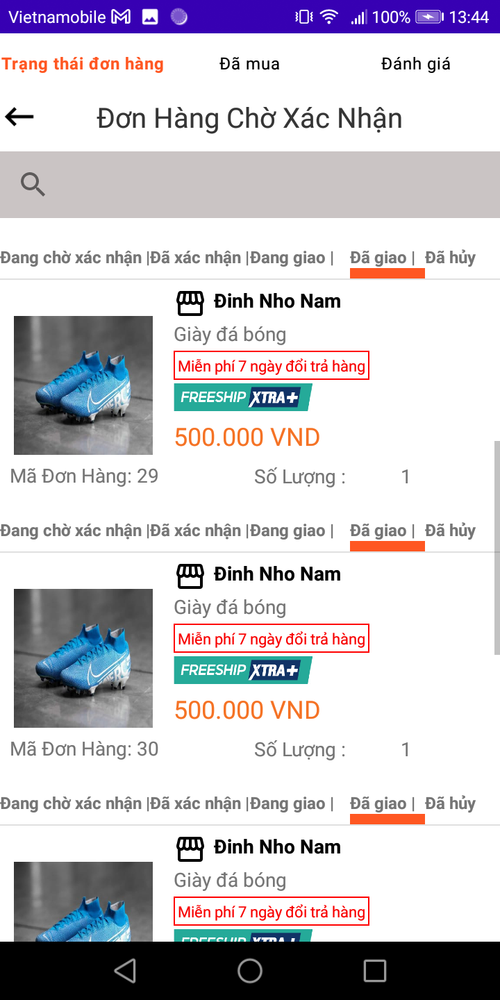 Vietnamobile 100% 13:44
Trạng thái đơn hàng Đã mua Đánh giá
Đơn Hàng Chờ Xác Nhận
Đang chờ xác nhận |Đã xác nhận |Đang giao | Đã giao | Đã hủy
Đinh Nho Nam
Giày đá bóng
Miễn phí 7 ngày đổi trả hàng
FREESHIP XTRA+
500.000 VND
Mã Đơn Hàng: 29 Số Lượng : 1
Đang chờ xác nhận |Đã xác nhận |Đang giao | Đã giao | Đã hủy
Đinh Nho Nam
Giày đá bóng
Miễn phí 7 ngày đổi trả hàng
FREESHIP XTRA+
500.000 VND
Mã Đơn Hàng: 30 Số Lượng : 1
Đang chờ xác nhận |Đã xác nhận |Đang giao | Đã giao | Đã hủy
Đinh Nho Nam
Giày đá bóng
Miễn phí 7 ngày đổi trả hàng
FREESHIP XTRA+